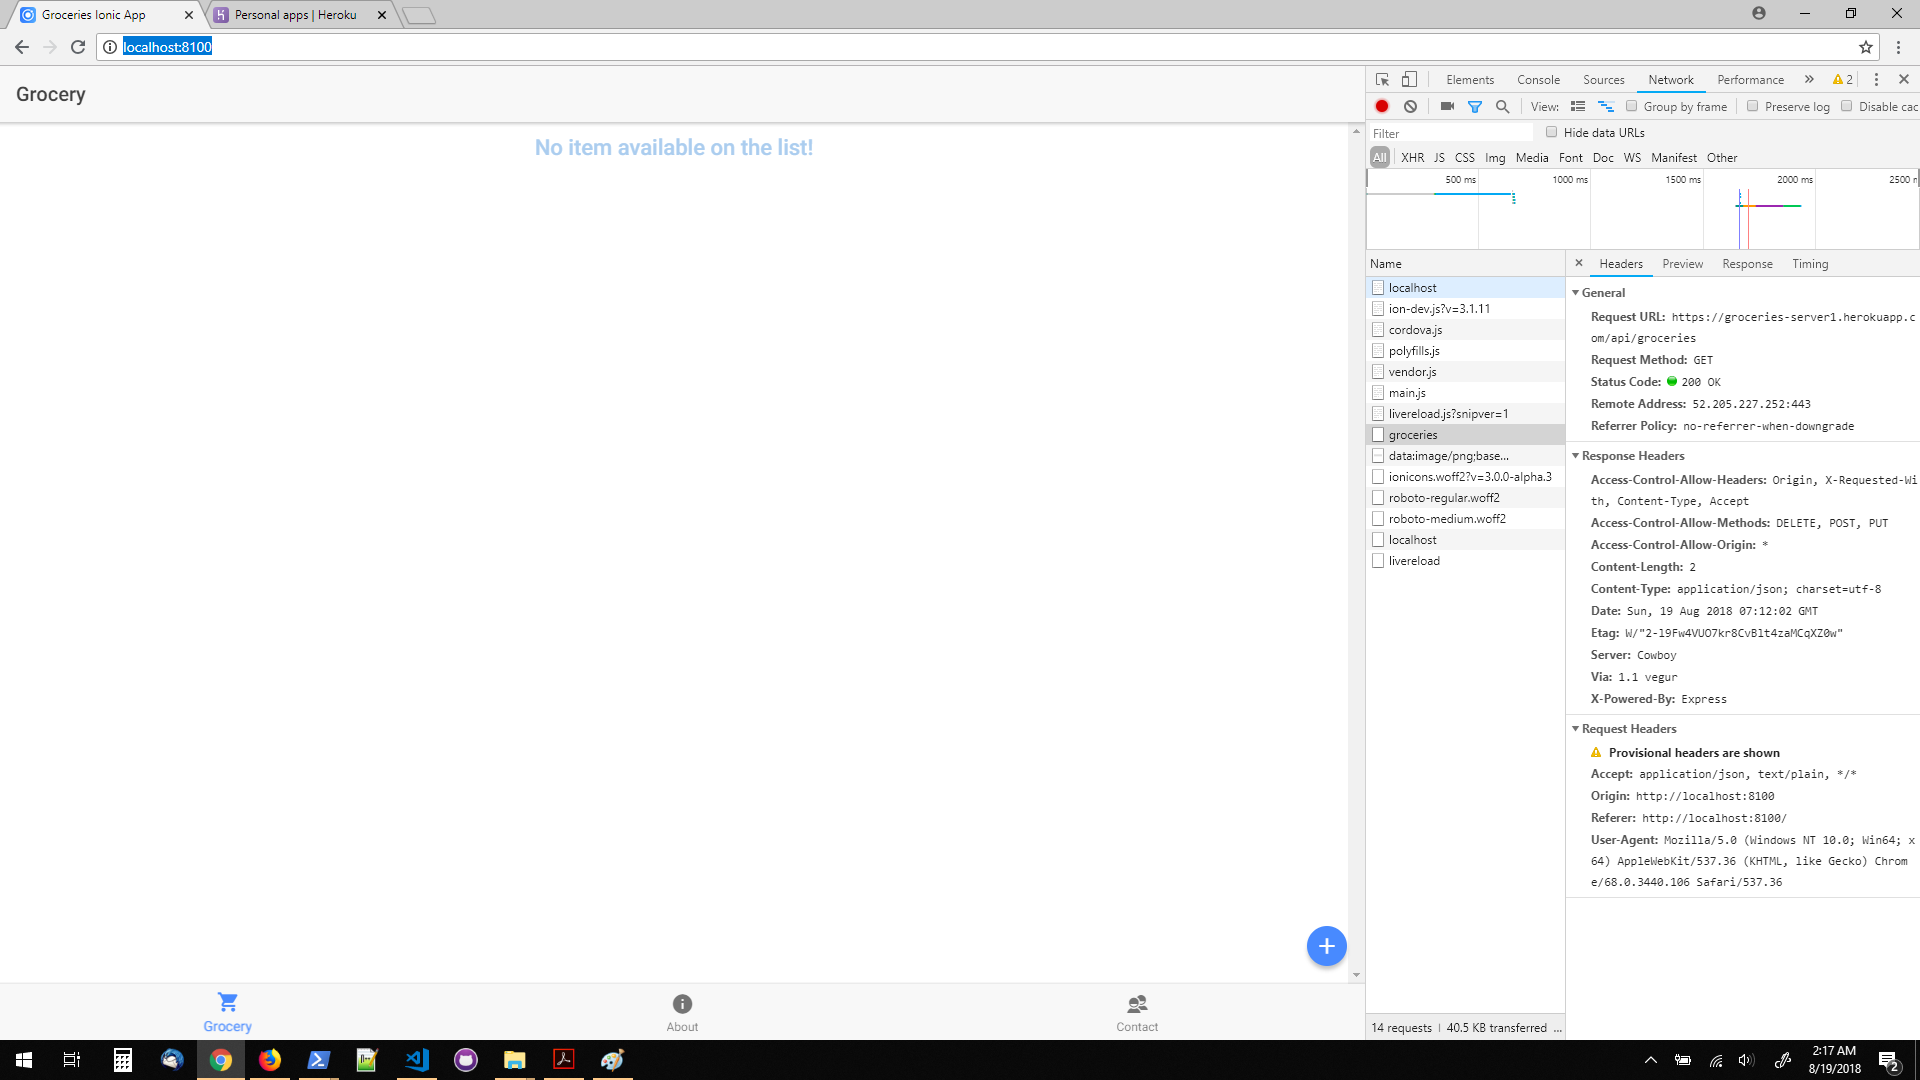 Groceries Ionic App
Personal apps | Heroku
localhost:8100
Grocery
No item available on the list!
Grocery
About
Contact
Elements Console Sources Network Performance » 2
View: Group by frame Preserve log Disable cac
Filter Hide data URLs
All XHR JS CSS Img Media Font Doc WS Manifest Other
500 ms 1000 ms 1500 ms 2000 ms 2500 r
Name
localhost
ion-dev.js?v=3.1.11
cordova.js
polyfills.js
vendor.js
main.js
livereload.js?snipver=1
groceries
data:image/png;base...
ionicons.woff2?v=3.0.0-alpha.3
roboto-regular.woff2
roboto-medium.woff2
localhost
livereload
14 requests | 40.5 KB transferred ...
Headers Preview Response Timing
General
Request URL: https://groceries-server1.herokuapp.c
om/api/groceries
Request Method: GET
Status Code: 200 OK
Remote Address: 52.205.227.252:443
Referrer Policy: no-referrer-when-downgrade
Response Headers
Access-Control-Allow-Headers: Origin, X-Requested-Wi
th, Content-Type, Accept
Access-Control-Allow-Methods: DELETE, POST, PUT
Access-Control-Allow-Origin: *
Content-Length: 2
Content-Type: application/json; charset=utf-8
Date: Sun, 19 Aug 2018 07:12:02 GMT
Etag: W/"2-l9Fw4VUO7kr8CvBlt4zaMCqXZ0w"
Server: Cowboy
Via: 1.1 vegur
X-Powered-By: Express
Request Headers
Provisional headers are shown
Accept: application/json, text/plain, */*
Origin: http://localhost:8100
Referer: http://localhost:8100/
User-Agent: Mozilla/5.0 (Windows NT 10.0; Win64; x
64) AppleWebKit/537.36 (KHTML, like Gecko) Chrom
e/68.0.3440.106 Safari/537.36
2:17 AM
8/19/2018
2